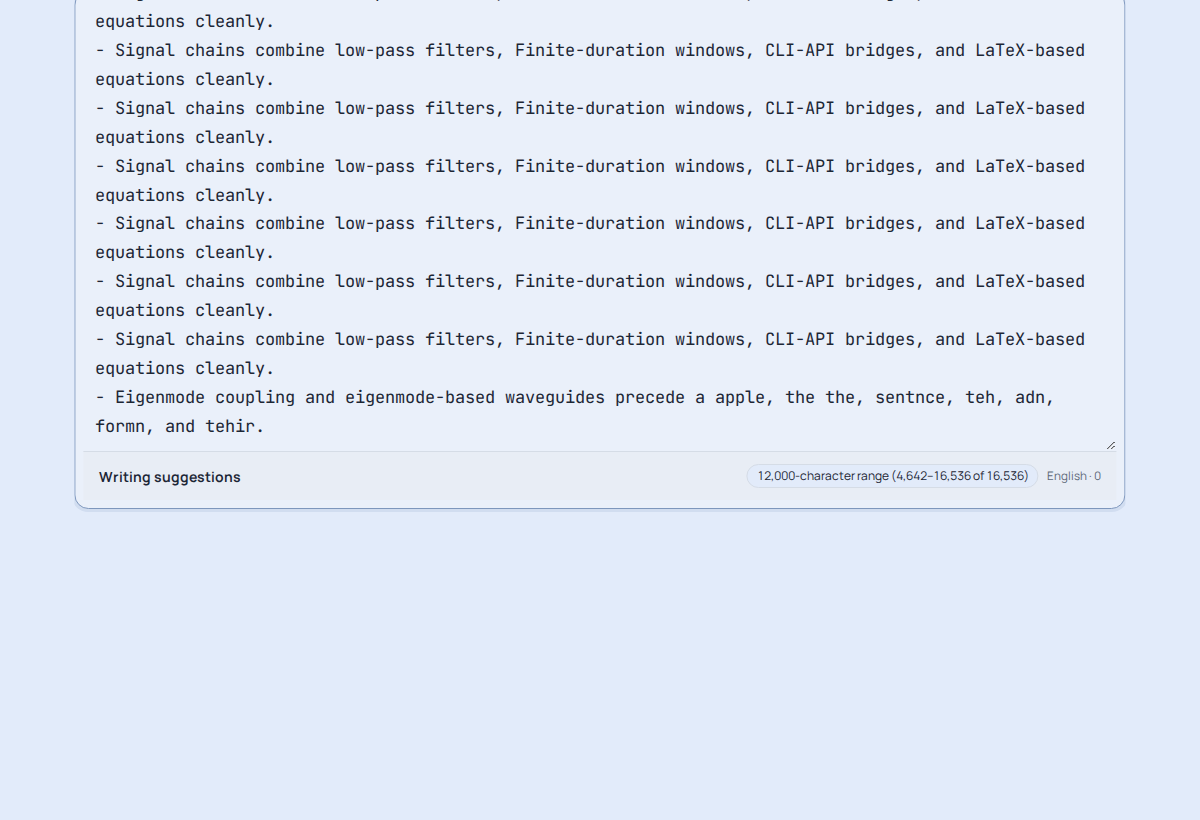 equations cleanly.
- Signal chains combine low-pass filters, Finite-duration windows, CLI-API bridges, and LaTeX-based
equations cleanly.
- Signal chains combine low-pass filters, Finite-duration windows, CLI-API bridges, and LaTeX-based
equations cleanly.
- Signal chains combine low-pass filters, Finite-duration windows, CLI-API bridges, and LaTeX-based
equations cleanly.
- Signal chains combine low-pass filters, Finite-duration windows, CLI-API bridges, and LaTeX-based
equations cleanly.
- Signal chains combine low-pass filters, Finite-duration windows, CLI-API bridges, and LaTeX-based
equations cleanly.
- Signal chains combine low-pass filters, Finite-duration windows, CLI-API bridges, and LaTeX-based
equations cleanly.
- Eigenmode coupling and eigenmode-based waveguides precede a apple, the the, sentnce, teh, adn,
formn, and tehir.
Writing suggestions 12,000-character range (4,642–16,536 of 16,536) English · 0